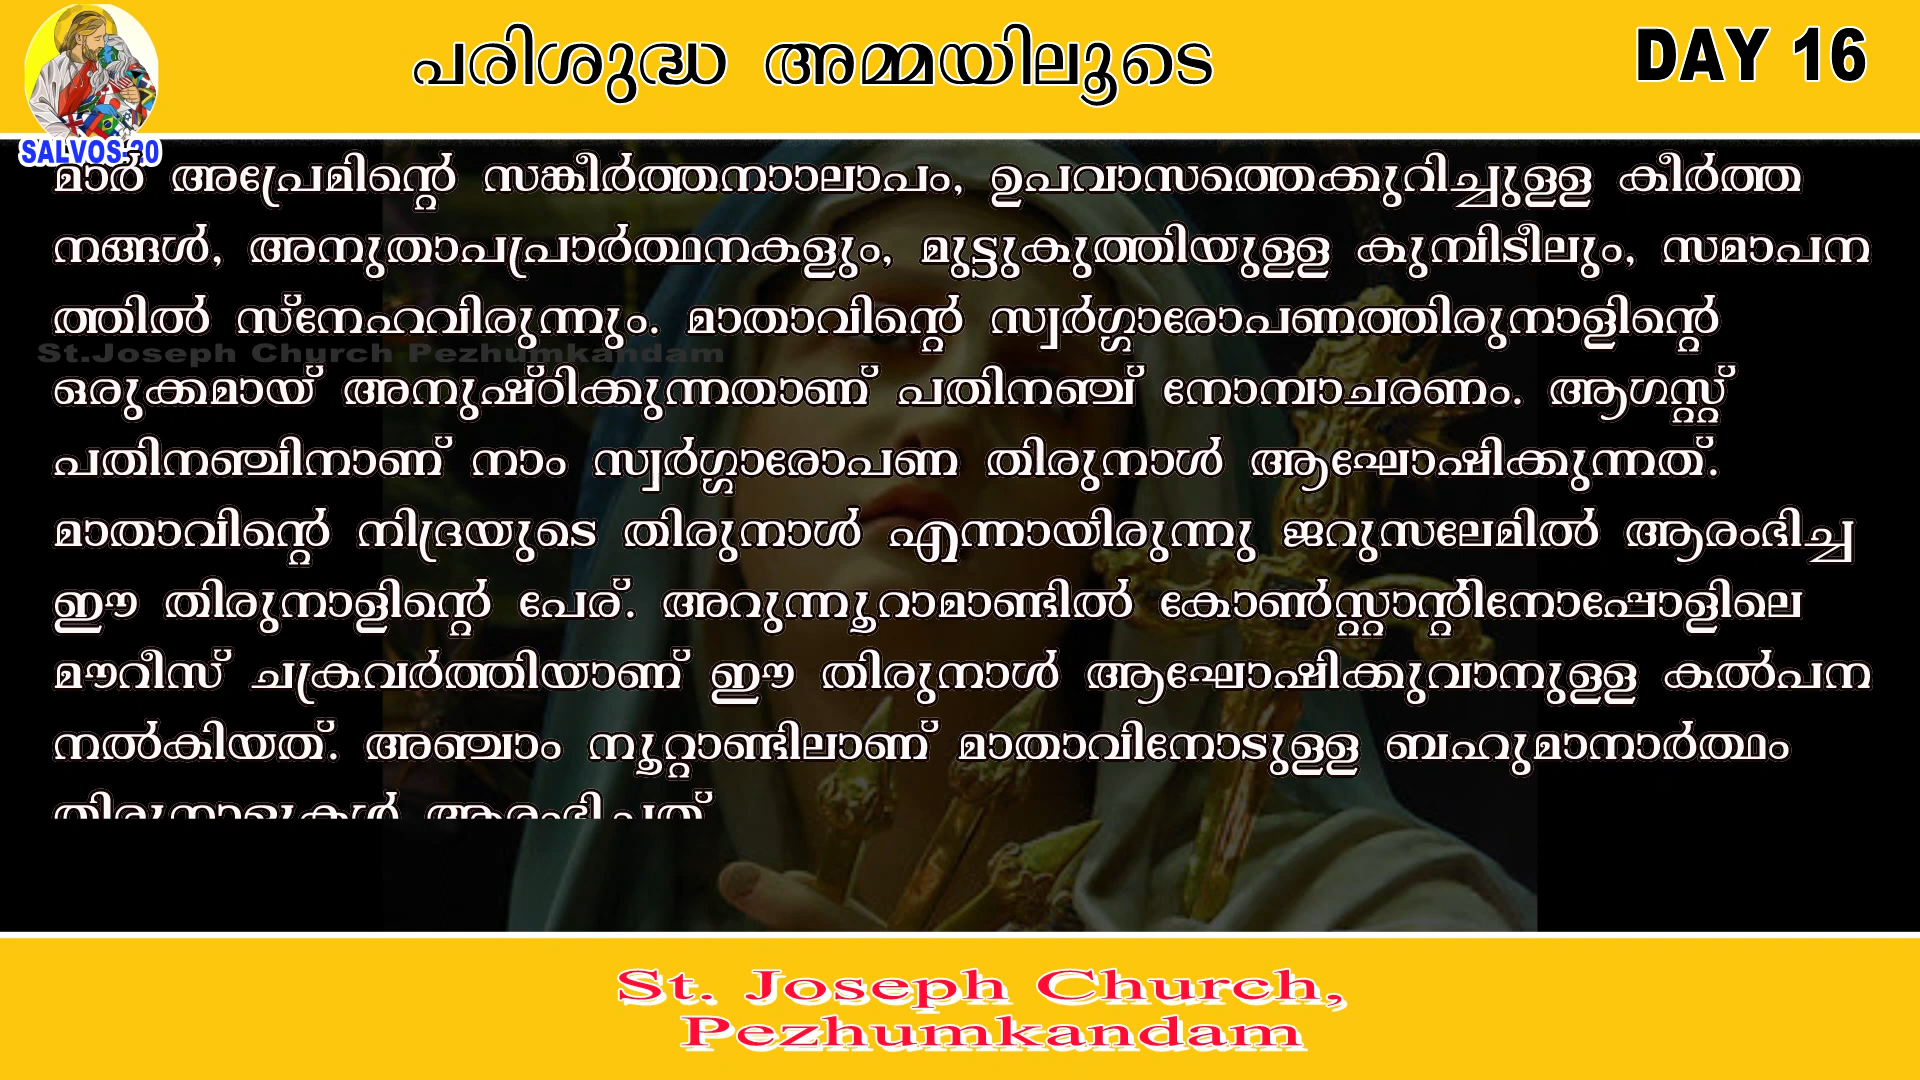 പരിശുദ്ധ അമ്മയിലൂടെ
DAY 16
SALVOS-20
മാർ അപ്രേമിന്റെ സങ്കീർത്തനാാലാപം, ഉപവാസത്തെക്കുറിച്ചുള്ള കീർത്ത
നങ്ങൾ, അനുതാപപ്രാർത്ഥനകളും, മുട്ടുകുത്തിയുള്ള കുമ്പിടീലും, സമാപന
ത്തിൽ സ്നേഹവിരുന്നും. മാതാവിന്റെ സ്വർഗ്ഗാരോപണത്തിരുനാളിന്റെ
St.Joseph Church Pezhumkandam
ഒരുക്കമായ് അനുഷ്ഠിക്കുന്നതാണ് പതിനഞ്ച് നോമ്പാചരണം. ആഗസ്റ്റ്
പതിനഞ്ചിനാണ് നാം സ്വർഗ്ഗാരോപണ തിരുനാൾ ആഘോഷിക്കുന്നത്.
മാതാവിന്റെ നിദ്രയുടെ തിരുനാൾ എന്നായിരുന്നു ജറുസലേമിൽ ആരംഭിച്ച
ഈ തിരുനാളിന്റെ പേര്. അറുന്നൂറാമാണ്ടിൽ കോൺസ്റ്റാന്റിനോപ്പോളിലെ
മൗറീസ് ചക്രവർത്തിയാണ് ഈ തിരുനാൾ ആഘോഷിക്കുവാനുള്ള കൽപന
നൽകിയത്. അഞ്ചാം നൂറ്റാണ്ടിലാണ് മാതാവിനോടുള്ള ബഹുമാനാർത്ഥം
തിരുനാളുകൾ ആരംഭിച്ചത്
St. Joseph Church,
Pezhumkandam